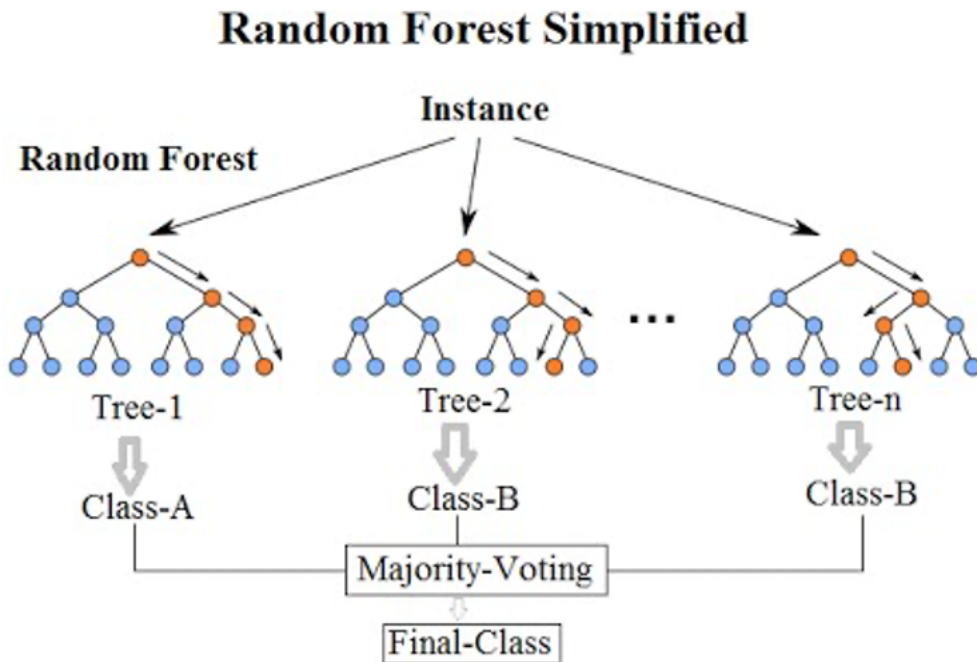 Random Forest Simplified
Instance
Random Forest
...
Tree-1
Tree-2
Tree-n
Class-A
Class-B
Class-B
Majority-Voting
Final-Class